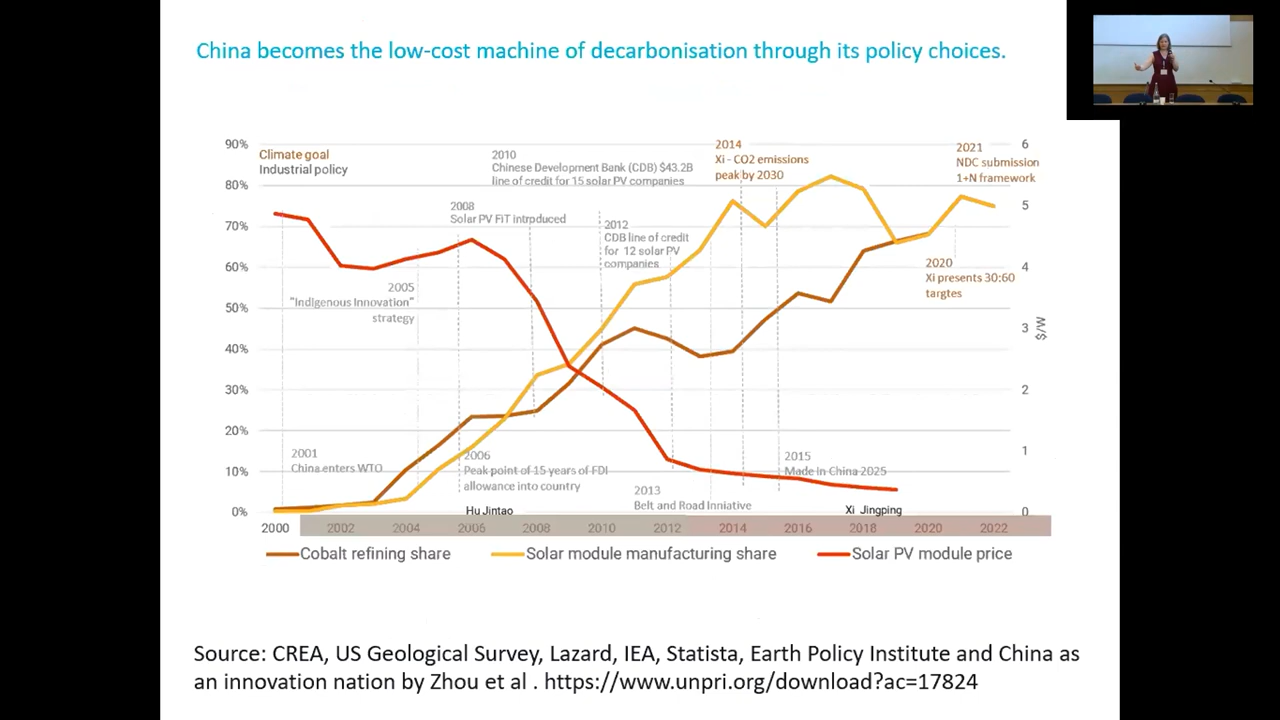 China becomes the low-cost machine of decarbonisation through its policy choices.
90%
80%
70%
60%
50%
40%
30%
20%
10%
0%
Climate goal
Industrial policy
2010
Chinese Development Bank (CDB) $43.2B
line of credit for 15 solar PV companies
2014
Xi - CO2 emissions
peak by 2030
2021
NDC submission
1+N framework
2008
Solar PV FiT introduced
2012
CDB line of credit
for 12 solar PV
companies
2005
"Indigenous Innovation"
strategy
2020
Xi presents 30:60
targtes
2001
China enters WTO
2006
Peak point of 15 years of FDI
allowance into country
2013
Belt and Road Inniative
2015
Made In China 2025
Hu Jintao
Xi Jingping
6
5
4
3
2
1
0
$/W
2000 2002 2004 2006 2008 2010 2012 2014 2016 2018 2020 2022
Cobalt refining share
Solar module manufacturing share
Solar PV module price
Source: CREA, US Geological Survey, Lazard, IEA, Statista, Earth Policy Institute and China as
an innovation nation by Zhou et al . https://www.unpri.org/download?ac=17824